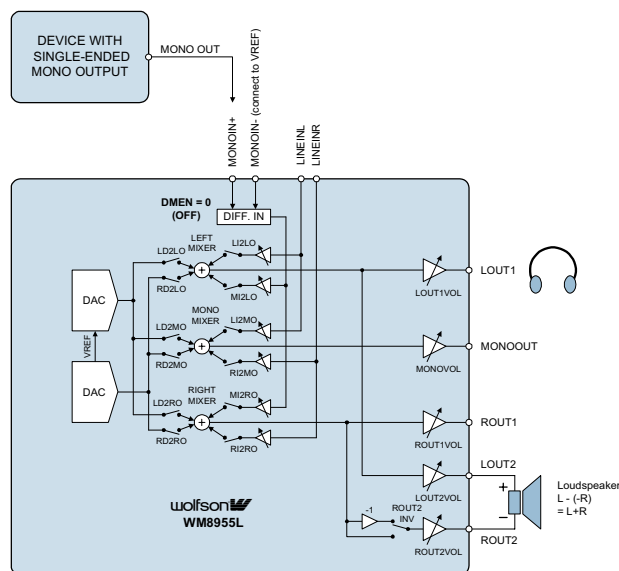 DEVICE WITH
SINGLE-ENDED
MONO OUTPUT
MONO OUT
MONOIN+
MONOIN- (connect to VREF)
LINEINL
LINEINR
DMEN = 0
(OFF)
DIFF. IN
LEFT
MIXER
LD2LO
RD2LO
LI2LO
MI2LO
DAC
VREF
DAC
MONO
MIXER
LD2MO
RD2MO
LI2MO
RI2MO
RIGHT
MIXER
LD2RO
RD2RO
MI2RO
RI2RO
LOUT1VOL
LOUT1
MONOVOL
MONOOUT
ROUT1VOL
ROUT1
LOUT2VOL
LOUT2
-1
ROUT2
INV
ROUT2VOL
ROUT2
+
−
Loudspeaker
L - (-R)
= L+R
wolfson
WM8955L